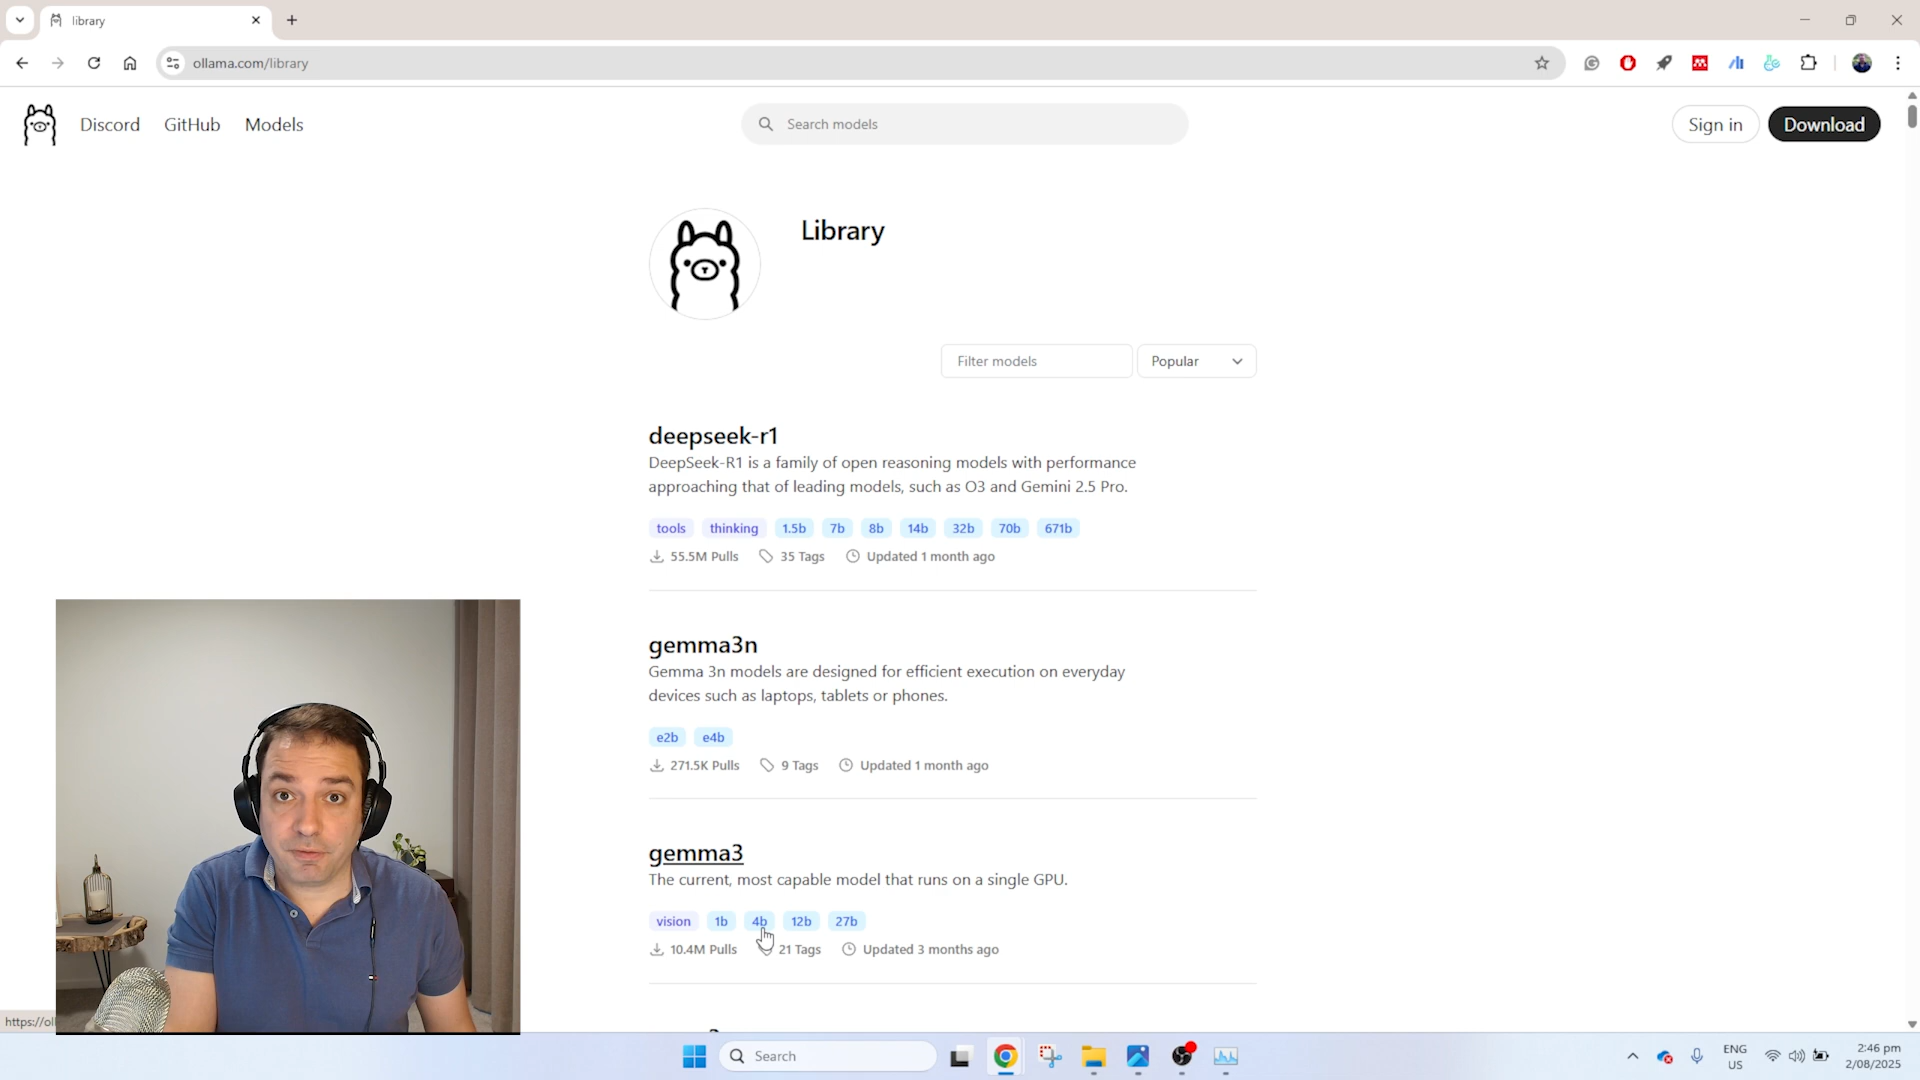 library
ollama.com/library
Discord GitHub Models
Search models
Sign in Download
Library
Filter models Popular
deepseek-r1
DeepSeek-R1 is a family of open reasoning models with performance
approaching that of leading models, such as O3 and Gemini 2.5 Pro.
tools thinking 1.5b 7b 8b 14b 32b 70b 671b
55.5M Pulls 35 Tags Updated 1 month ago
gemma3n
Gemma 3n models are designed for efficient execution on everyday
devices such as laptops, tablets or phones.
e2b e4b
271.5K Pulls 9 Tags Updated 1 month ago
gemma3
The current, most capable model that runs on a single GPU.
vision 1b 4b 12b 27b
10.4M Pulls 21 Tags Updated 3 months ago
https://ol
Search
ENG
US
2:46 pm
2/08/2025